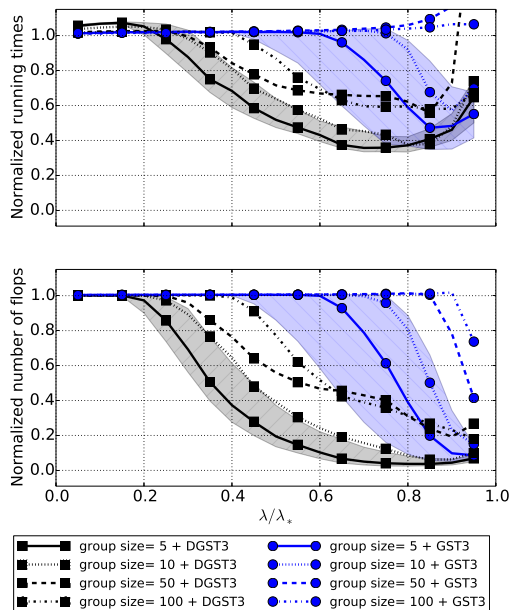 Normalized running times
1.0
0.8
0.6
0.4
0.2
0.0
Normalized number of flops
1.0
0.8
0.6
0.4
0.2
0.0
0.0 0.2 0.4 0.6 0.8 1.0
λ/λ*
group size= 5 + DGST3
group size= 10 + DGST3
group size= 50 + DGST3
group size= 100 + DGST3
group size= 5 + GST3
group size= 10 + GST3
group size= 50 + GST3
group size= 100 + GST3